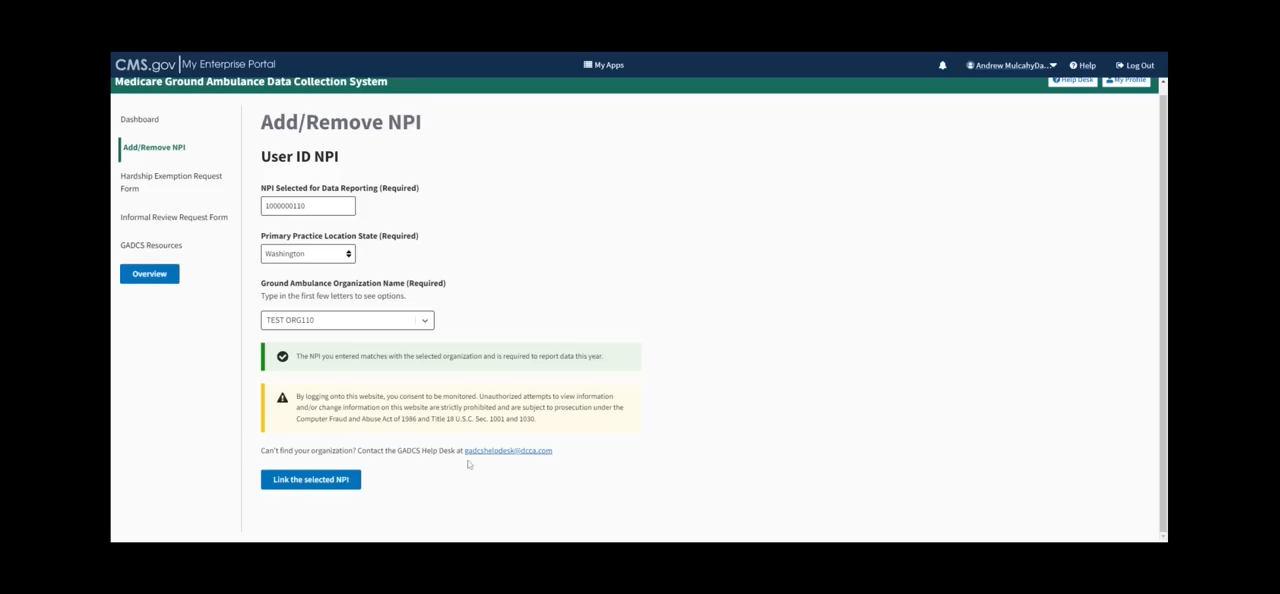 CMS.gov My Enterprise Portal
My Apps
Andrew MulcahyDa...
Help
Log Out
Medicare Ground Ambulance Data Collection System
Help Desk
My Profile
Dashboard
Add/Remove NPI
Hardship Exemption Request
Form
Informal Review Request Form
GADCS Resources
Overview
Add/Remove NPI
User ID NPI
NPI Selected for Data Reporting (Required)
1000000110
Primary Practice Location State (Required)
Washington
Ground Ambulance Organization Name (Required)
Type in the first few letters to see options.
TEST ORG110
The NPI you entered matches with the selected organization and is required to report data this year.
By logging onto this website, you consent to be monitored. Unauthorized attempts to view information
and/or change information on this website are strictly prohibited and are subject to prosecution under the
Computer Fraud and Abuse Act of 1986 and Title 18 U.S.C. Sec. 1001 and 1030.
Can't find your organization? Contact the GADCS Help Desk at gadcshelpdesk@dcca.com
Link the selected NPI